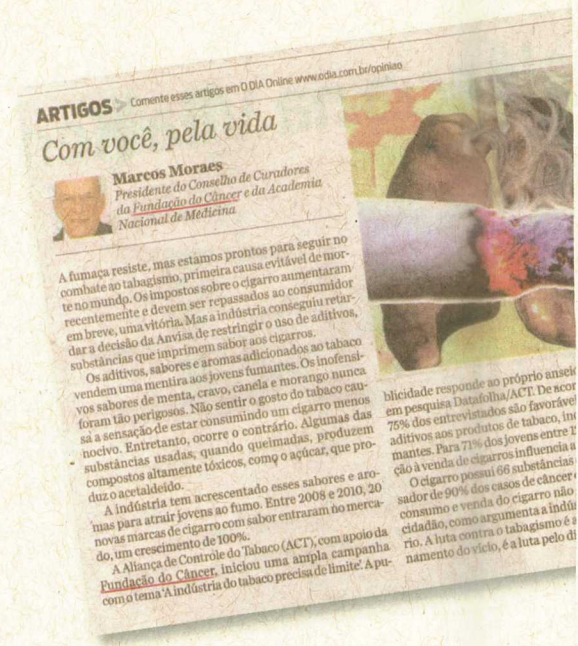 ARTIGOS > Comente esses artigos em O DIA Online www.odia.com.br/opiniao
Com você, pela vida
Marcos Moraes
Presidente do Conselho de Curadores
da Fundação do Câncer e da Academia
Nacional de Medicina
A fumaça resiste, mas estamos prontos para seguir no
combate ao tabagismo, primeira causa evitável de mor-
te no mundo. Os impostos sobre o cigarro aumentaram
recentemente e devem ser repassados ao consumidor
em breve, uma vitória. Mas a indústria conseguiu retar-
dar a decisão da Anvisa de restringir o uso de aditivos,
substâncias que imprimem sabor aos cigarros.
Os aditivos, sabores e aromas adicionados ao tabaco
vendem uma mentira aos jovens fumantes. Os inofensi-
vos sabores de menta, cravo, canela e morango nunca
foram tão perigosos. Não sentir o gosto do tabaco cau-
sa a sensação de estar consumindo um cigarro menos
nocivo. Entretanto, ocorre o contrário. Algumas das
substâncias usadas, quando queimadas, produzem
compostos altamente tóxicos, como o açúcar, que pro-
duz o acetaldeído.
A indústria tem acrescentado esses sabores e aro-
mas para atrair jovens ao fumo. Entre 2008 e 2010, 20
novas marcas de cigarro com sabor entraram no merca-
do, um crescimento de 100%.
A Aliança de Controle do Tabaco (ACT), com apoio da
Fundação do Câncer, iniciou uma ampla campanha
com o tema 'A indústria do tabaco precisa de limite'. A pu-
blicidade responde ao próprio ansei
em pesquisa Datafolha/ACT. De acor
75% dos entrevistados são favoráve
aditivos aos produtos de tabaco, in
mantes. Para 71% dos jovens entre 1
ção à venda de cigarros influencia a
O cigarro possui 66 substâncias
sador de 90% dos casos de câncer
consumo e venda do cigarro não
cidadão, como argumenta a indú
rio. A luta contra o tabagismo é a
namento do vício, é a luta pelo di